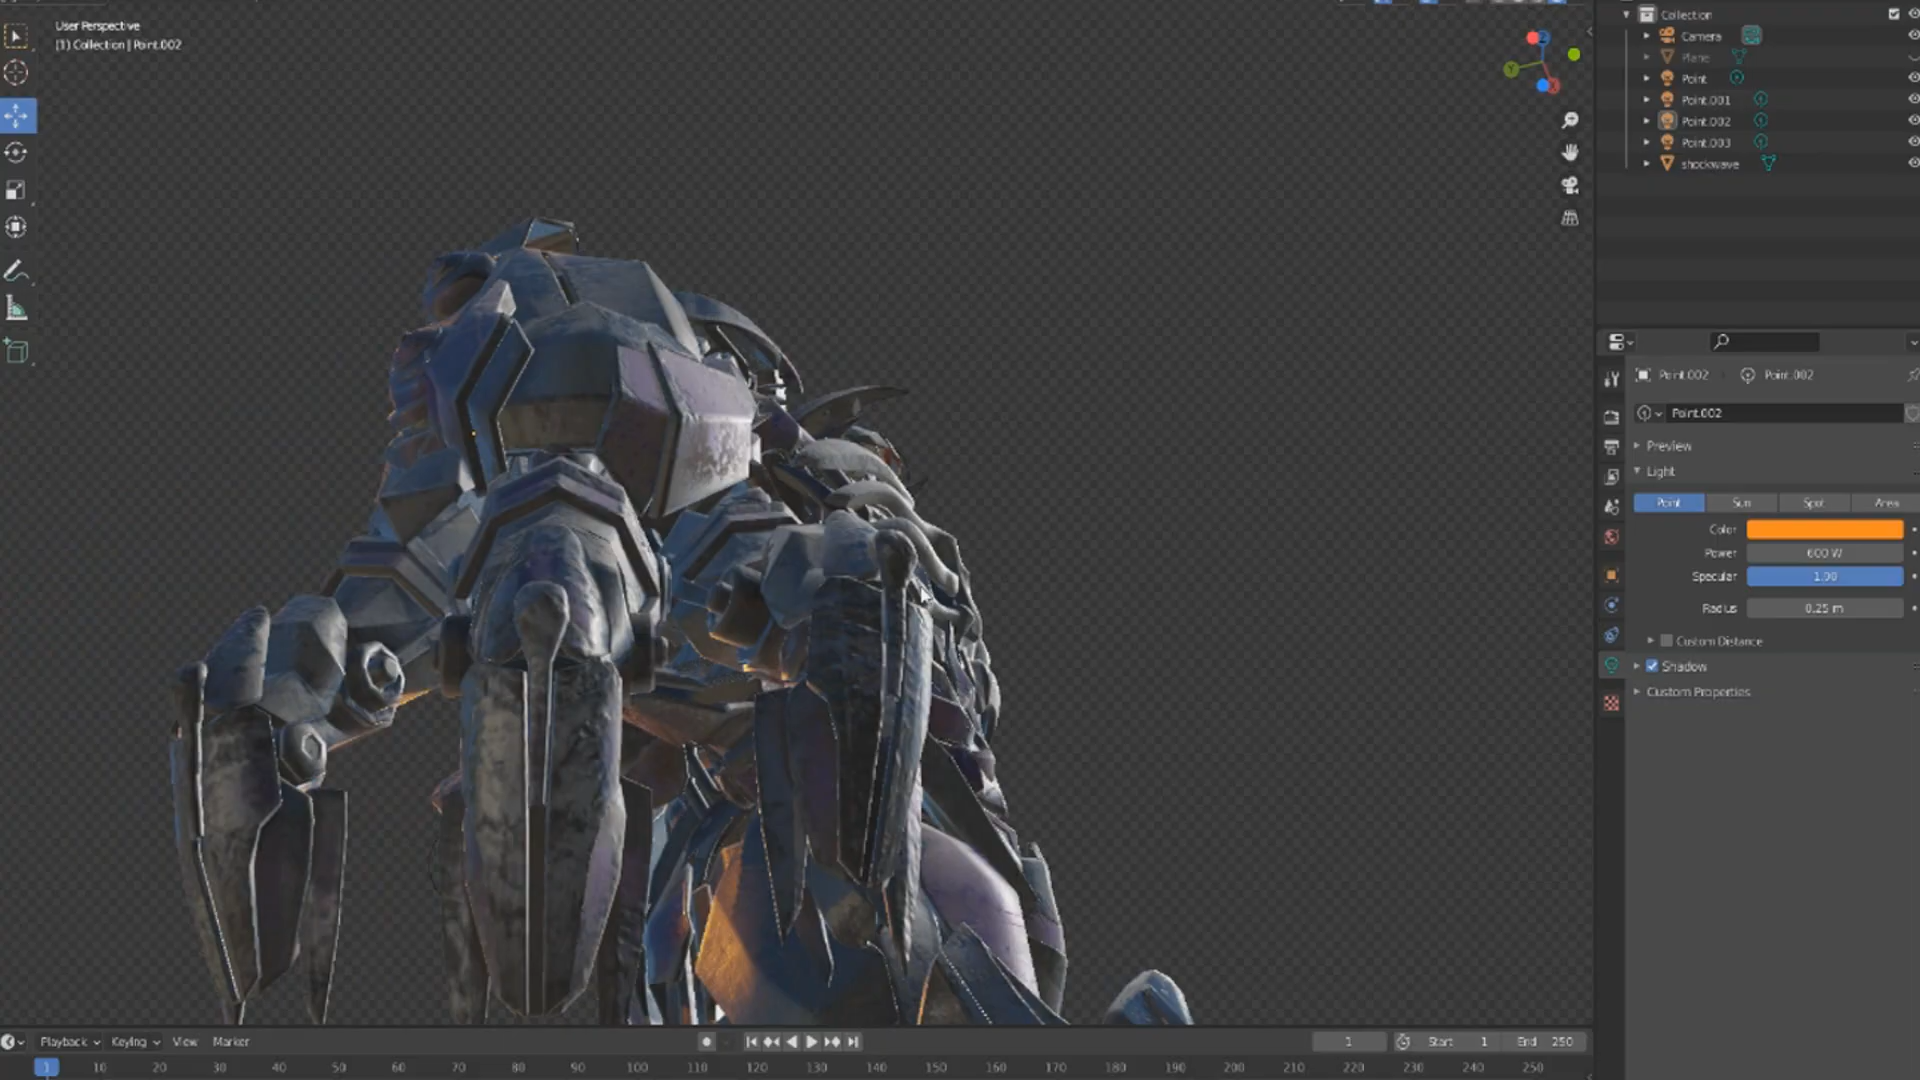 User Perspective
(1) Collection | Point.002
Z
Y
X
Collection
Camera
Plane
Point
Point.001
Point.002
Point.003
shockwave
Point.002 Point.002
Point.002
Preview
Light
Point Sun Spot Area
Color
Power 600 W
Specular 1.00
Radius 0.25 m
Custom Distance
Shadow
Custom Properties
Playback Keying View Marker 1 Start 1 End 250
1 10 20 30 40 50 60 70 80 90 100 110 120 130 140 150 160 170 180 190 200 210 220 230 240 250